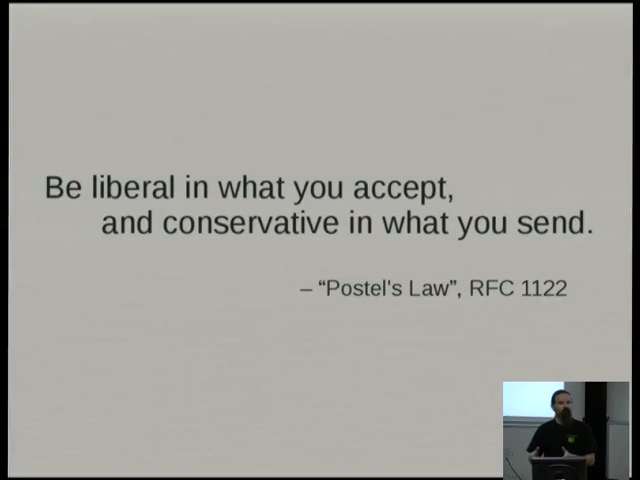 Be liberal in what you accept,
and conservative in what you send.
– “Postel's Law”, RFC 1122